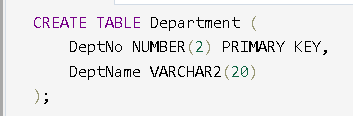 CREATE TABLE Department (
DeptNo NUMBER(2) PRIMARY KEY,
DeptName VARCHAR2(20)
);